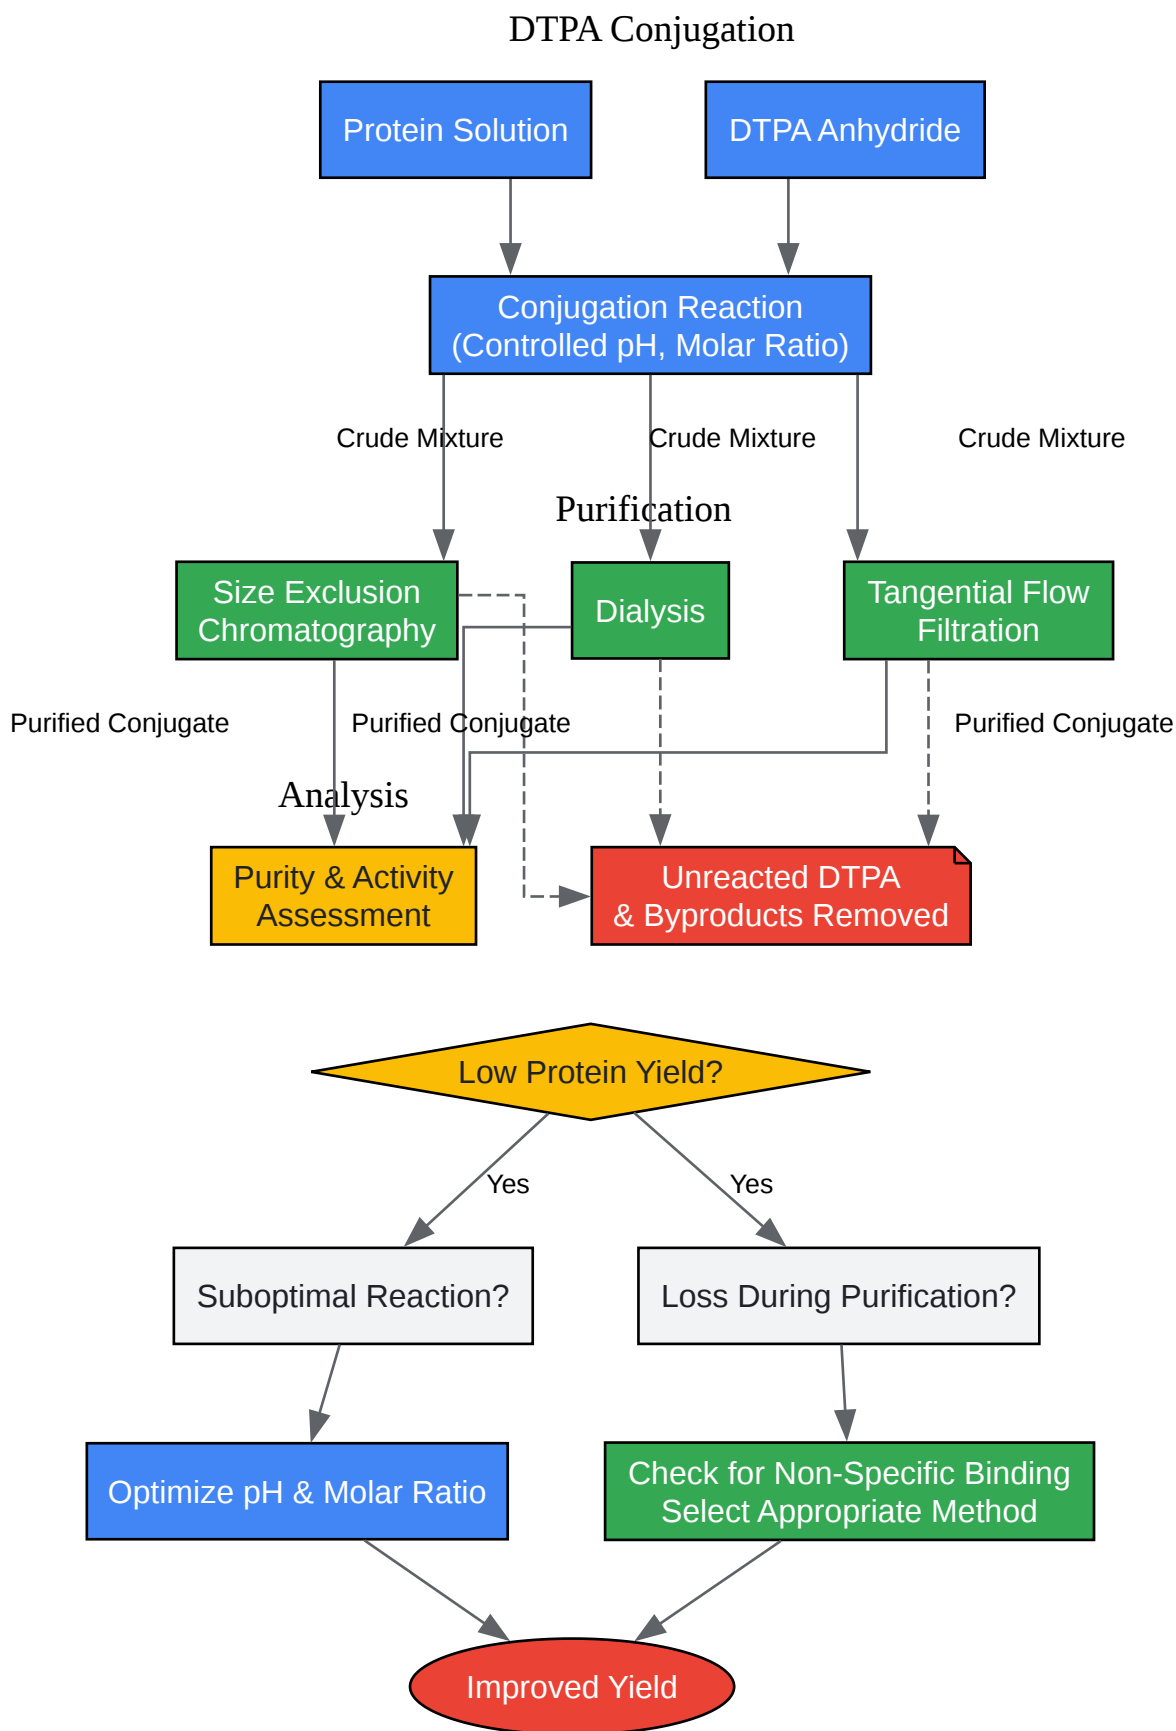 DTPA Conjugation
Protein Solution
DTPA Anhydride
Conjugation Reaction
(Controlled pH, Molar Ratio)
Crude Mixture
Crude Mixture
Crude Mixture
Purification
Size Exclusion
Chromatography
Dialysis
Tangential Flow
Filtration
Purified Conjugate
Purified Conjugate
Purified Conjugate
Analysis
Purity & Activity
Assessment
Unreacted DTPA
& Byproducts Removed
Low Protein Yield?
Yes
Yes
Suboptimal Reaction?
Loss During Purification?
Optimize pH & Molar Ratio
Check for Non-Specific Binding
Select Appropriate Method
Improved Yield